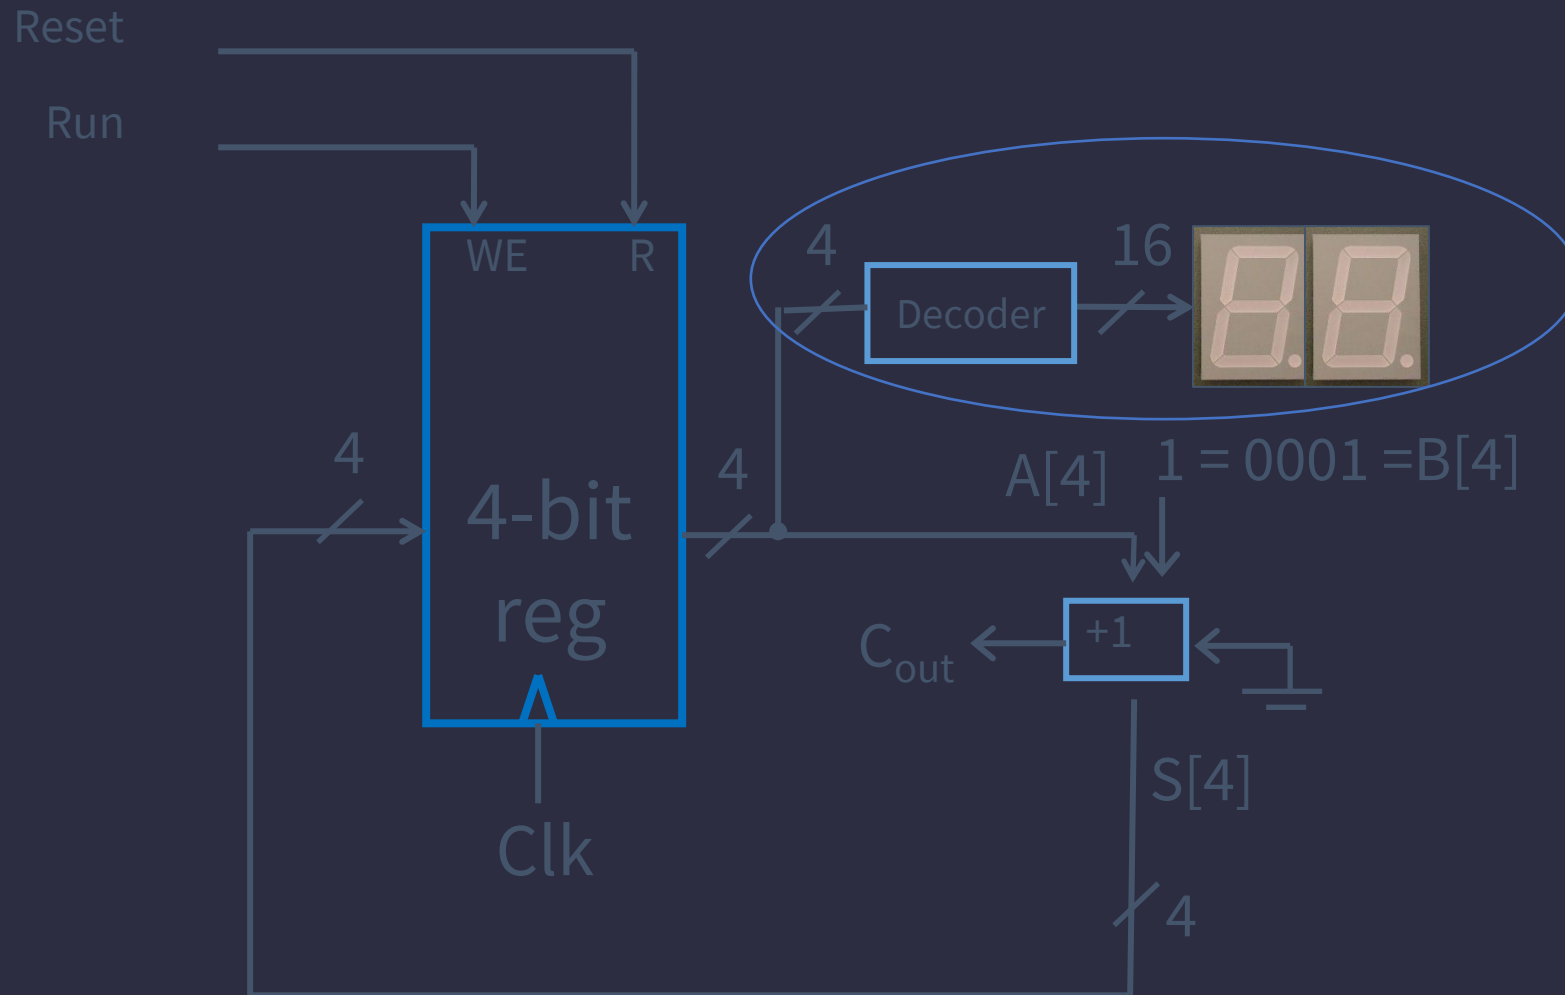 Reset
Run
WE
R
4
16
Decoder
4
4
A[4]
1 = 0001 =B[4]
4-bit
reg
+1
Cout
S[4]
Clk
4